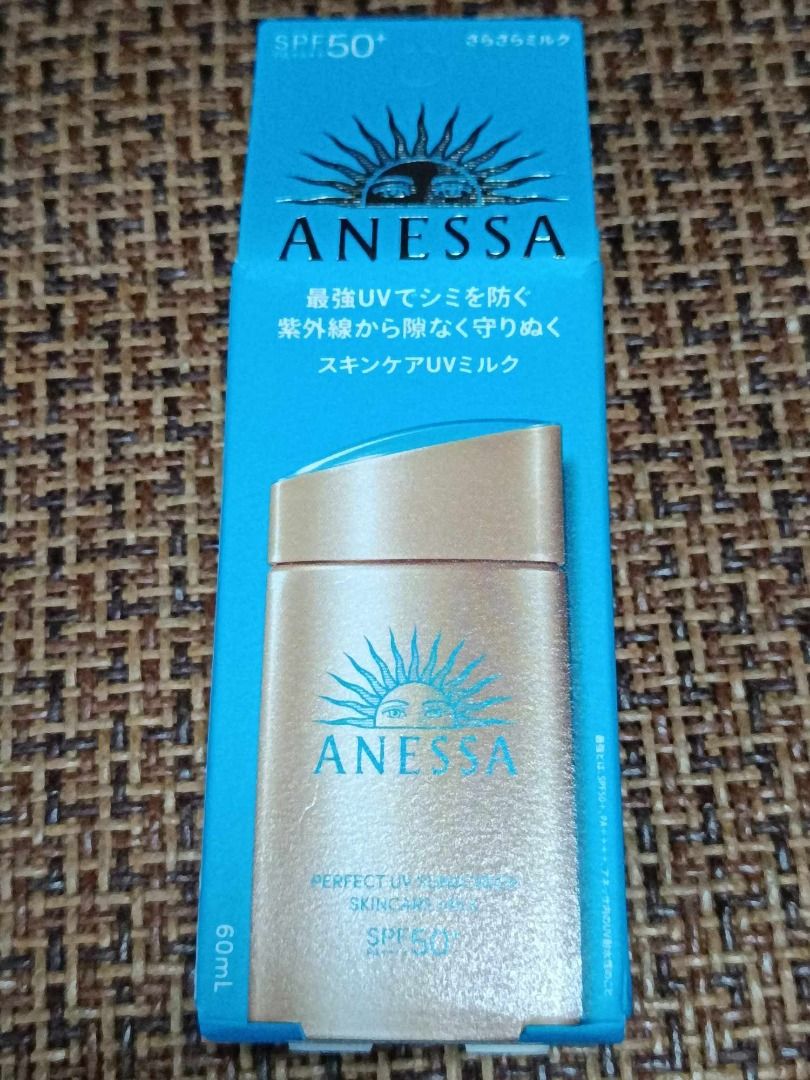 SPF50+
PA++++
さらさらミルク
ANESSA
最強UVでシミを防ぐ
紫外線から隙なく守りぬく
スキンケアUVミルク
ANESSA
PERFECT UV
SKINCARE
SPF50+
PA++++
60mL